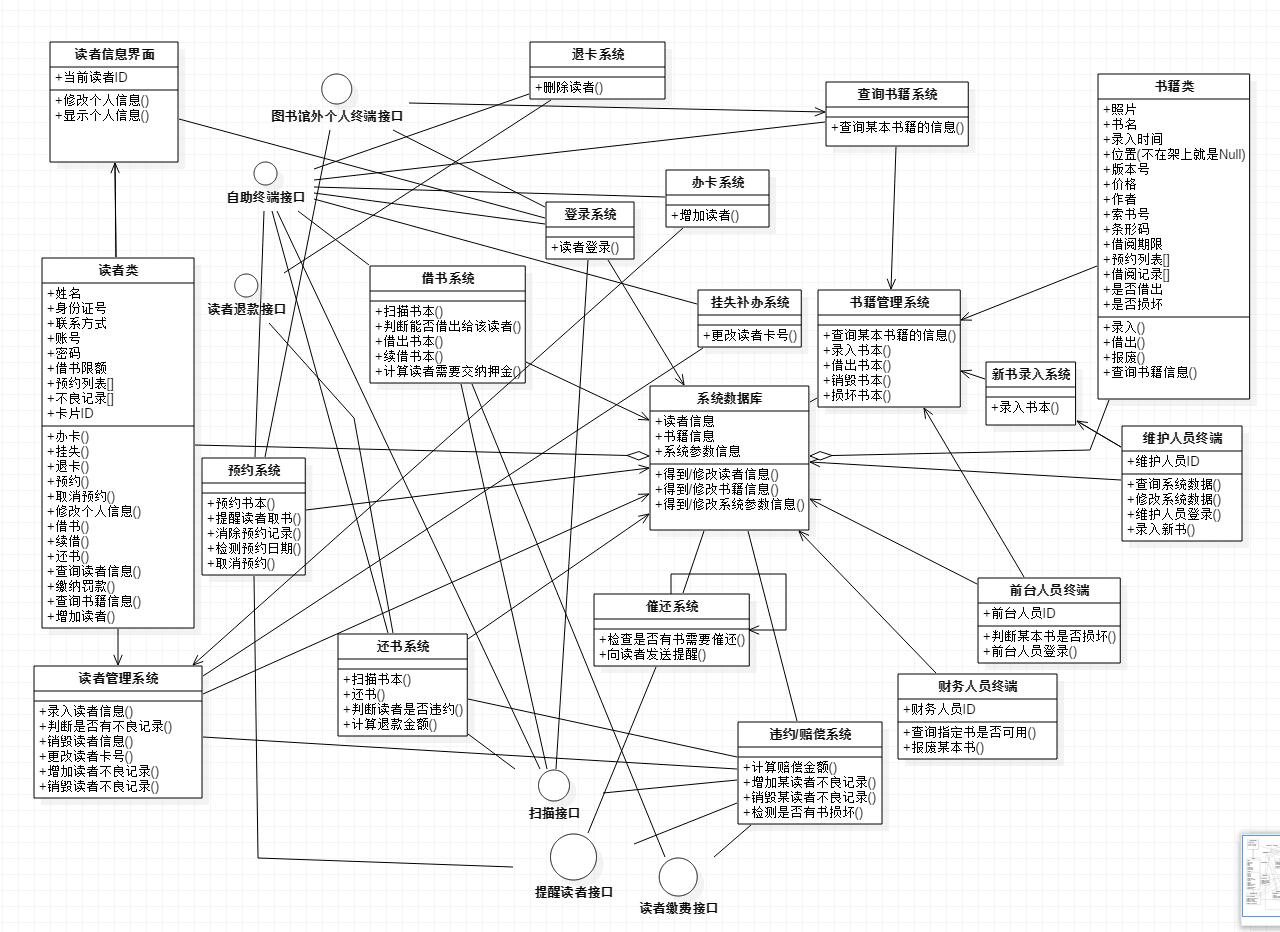 读者信息界面
+当前读者ID
+修改个人信息()
+显示个人信息()
图书馆外个人终端接口
退卡系统
+删除读者()
查询书籍系统
+查询某本书籍的信息()
书籍类
+照片
+书名
+录入时间
+位置(不在架上就是Null)
+版本号
+价格
+作者
+索书号
+条形码
+借阅期限
+预约列表[]
+借阅记录[]
+是否借出
+是否损坏
+录入()
+借出()
+报废()
+查询书籍信息()
自助终端接口
办卡系统
+增加读者()
登录系统
+读者登录()
读者类
+姓名
+身份证号
+联系方式
+账号
+密码
+借书限额
+预约列表[]
+不良记录[]
+卡片ID
+办卡()
+挂失()
+退卡()
+预约()
+取消预约()
+修改个人信息()
+借书()
+续借()
+还书()
+查询读者信息()
+缴纳罚款()
+查询书籍信息()
+增加读者()
读者退款接口
借书系统
+扫描书本()
+判断能否借出给该读者()
+借出书本()
+续借书本()
+计算读者需要交纳押金()
挂失补办系统
+更改读者卡号()
书籍管理系统
+查询某本书籍的信息()
+录入书本()
+借出书本()
+销毁书本()
+损坏书本()
新书录入系统
+录入书本()
系统数据库
+读者信息
+书籍信息
+系统参数信息
+得到/修改读者信息()
+得到/修改书籍信息()
+得到/修改系统参数信息()
维护人员终端
+维护人员ID
+查询系统数据()
+修改系统数据()
+维护人员登录()
+录入新书()
预约系统
+预约书本()
+提醒读者取书()
+消除预约记录()
+检测预约日期()
+取消预约()
前台人员终端
+前台人员ID
+判断某本书是否损坏()
+前台人员登录()
催还系统
+检查是否有书需要催还()
+向读者发送提醒()
还书系统
+扫描书本()
+还书()
+判断读者是否违约()
+计算退款金额()
读者管理系统
+录入读者信息()
+判断是否有不良记录()
+销毁读者信息()
+更改读者卡号()
+增加读者不良记录()
+销毁读者不良记录()
财务人员终端
+财务人员ID
+查询指定书是否可用()
+报废某本书()
违约/赔偿系统
+计算赔偿金额()
+增加某读者不良记录()
+销毁某读者不良记录()
+检测是否有书损坏()
扫描接口
提醒读者接口
读者缴费接口